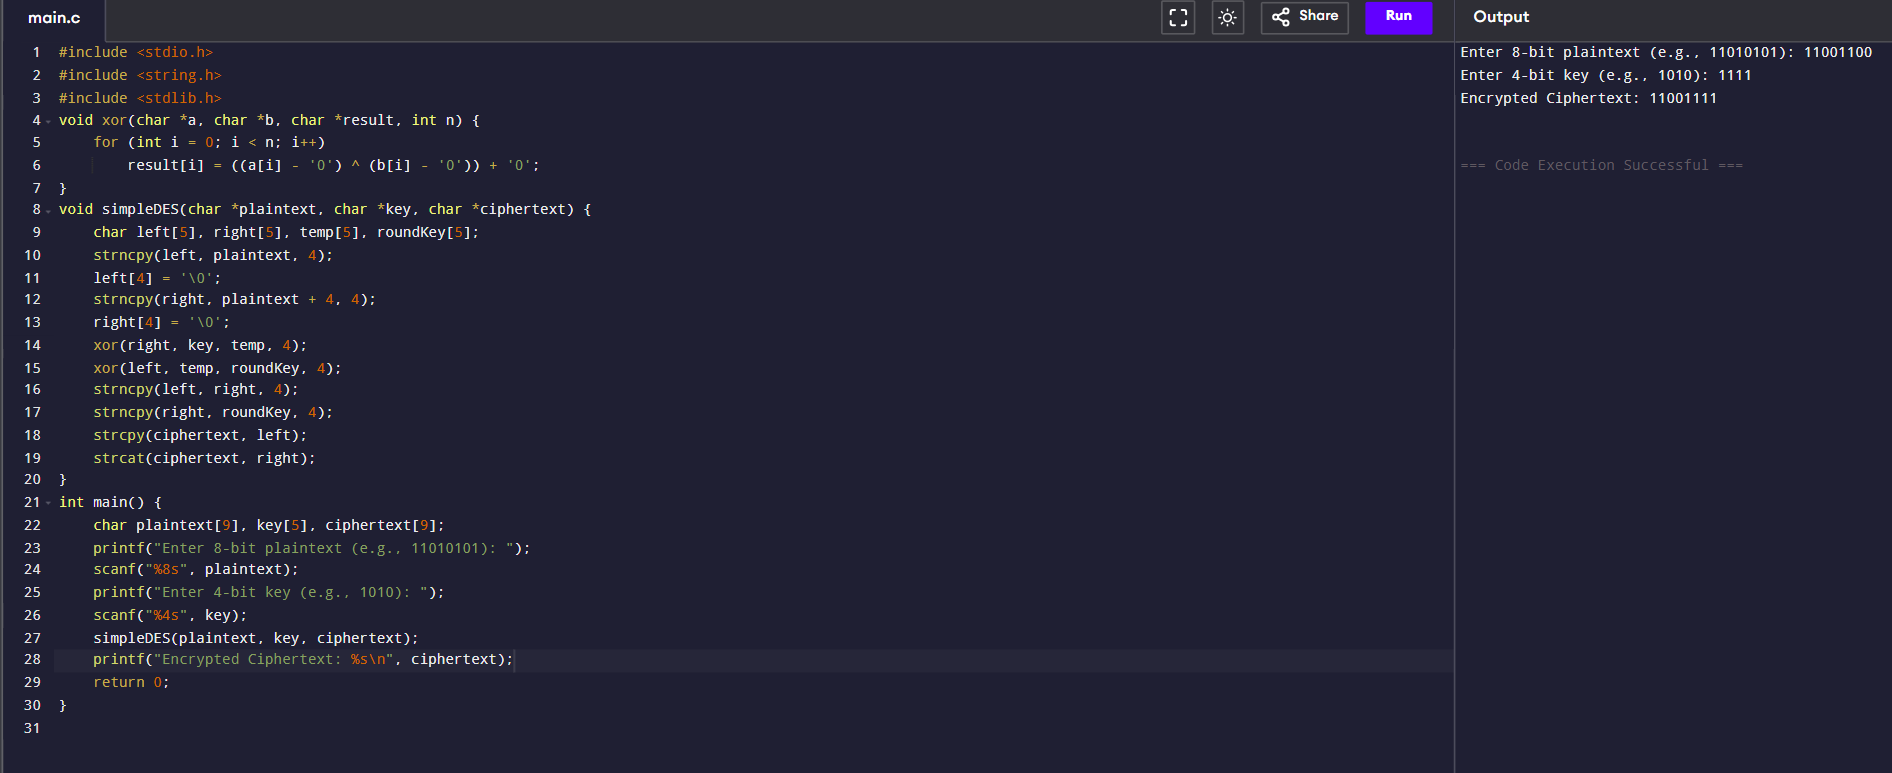 main.c
Share
Run
Output
1 #include <stdio.h>
2 #include <string.h>
3 #include <stdlib.h>
4 void xor(char *a, char *b, char *result, int n) {
5     for (int i = 0; i < n; i++)
6         result[i] = ((a[i] - '0') ^ (b[i] - '0')) + '0';
7 }
8 void simpleDES(char *plaintext, char *key, char *ciphertext) {
9     char left[5], right[5], temp[5], roundKey[5];
10     strncpy(left, plaintext, 4);
11     left[4] = '\0';
12     strncpy(right, plaintext + 4, 4);
13     right[4] = '\0';
14     xor(right, key, temp, 4);
15     xor(left, temp, roundKey, 4);
16     strncpy(left, right, 4);
17     strncpy(right, roundKey, 4);
18     strcpy(ciphertext, left);
19     strcat(ciphertext, right);
20 }
21 int main() {
22     char plaintext[9], key[5], ciphertext[9];
23     printf("Enter 8-bit plaintext (e.g., 11010101): ");
24     scanf("%8s", plaintext);
25     printf("Enter 4-bit key (e.g., 1010): ");
26     scanf("%4s", key);
27     simpleDES(plaintext, key, ciphertext);
28     printf("Encrypted Ciphertext: %s\n", ciphertext);
29     return 0;
30 }
31
Enter 8-bit plaintext (e.g., 11010101): 11001100
Enter 4-bit key (e.g., 1010): 1111
Encrypted Ciphertext: 11001111
=== Code Execution Successful ===